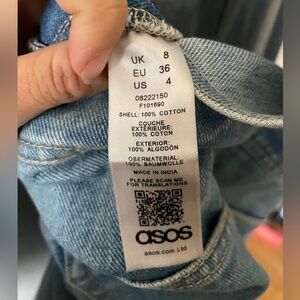 UK 8
EU 36
US 4
08222150
F101690
SHELL: 100% COTTON
COUCHE
EXTÉRIEURE:
100% COTON
EXTERIOR:
100% ALGODÓN
OBERMATERIAL:
100% BAUMWOLLE
MADE IN INDIA
PLEASE SCAN ME
FOR TRANSLATIONS
asos
asos.com Ltd